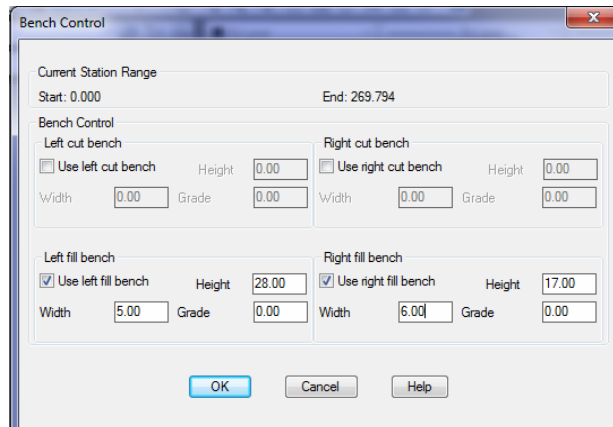 Bench Control
Current Station Range
Start: 0.000 End: 269.794
Bench Control
Left cut bench Right cut bench
Use left cut bench Height 0.00 Use right cut bench Height 0.00
Width 0.00 Grade 0.00 Width 0.00 Grade 0.00
Left fill bench Right fill bench
Use left fill bench Height 28.00 Use right fill bench Height 17.00
Width 5.00 Grade 0.00 Width 6.00 Grade 0.00
OK Cancel Help